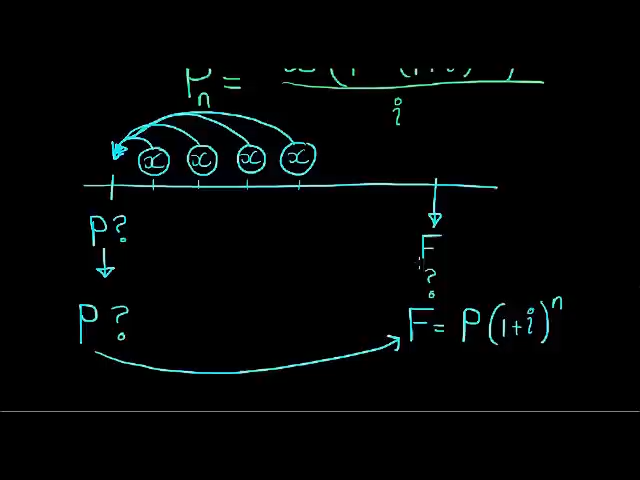 Pn =
i
x x x x
P? F
?
P? F = P(1+i)^n